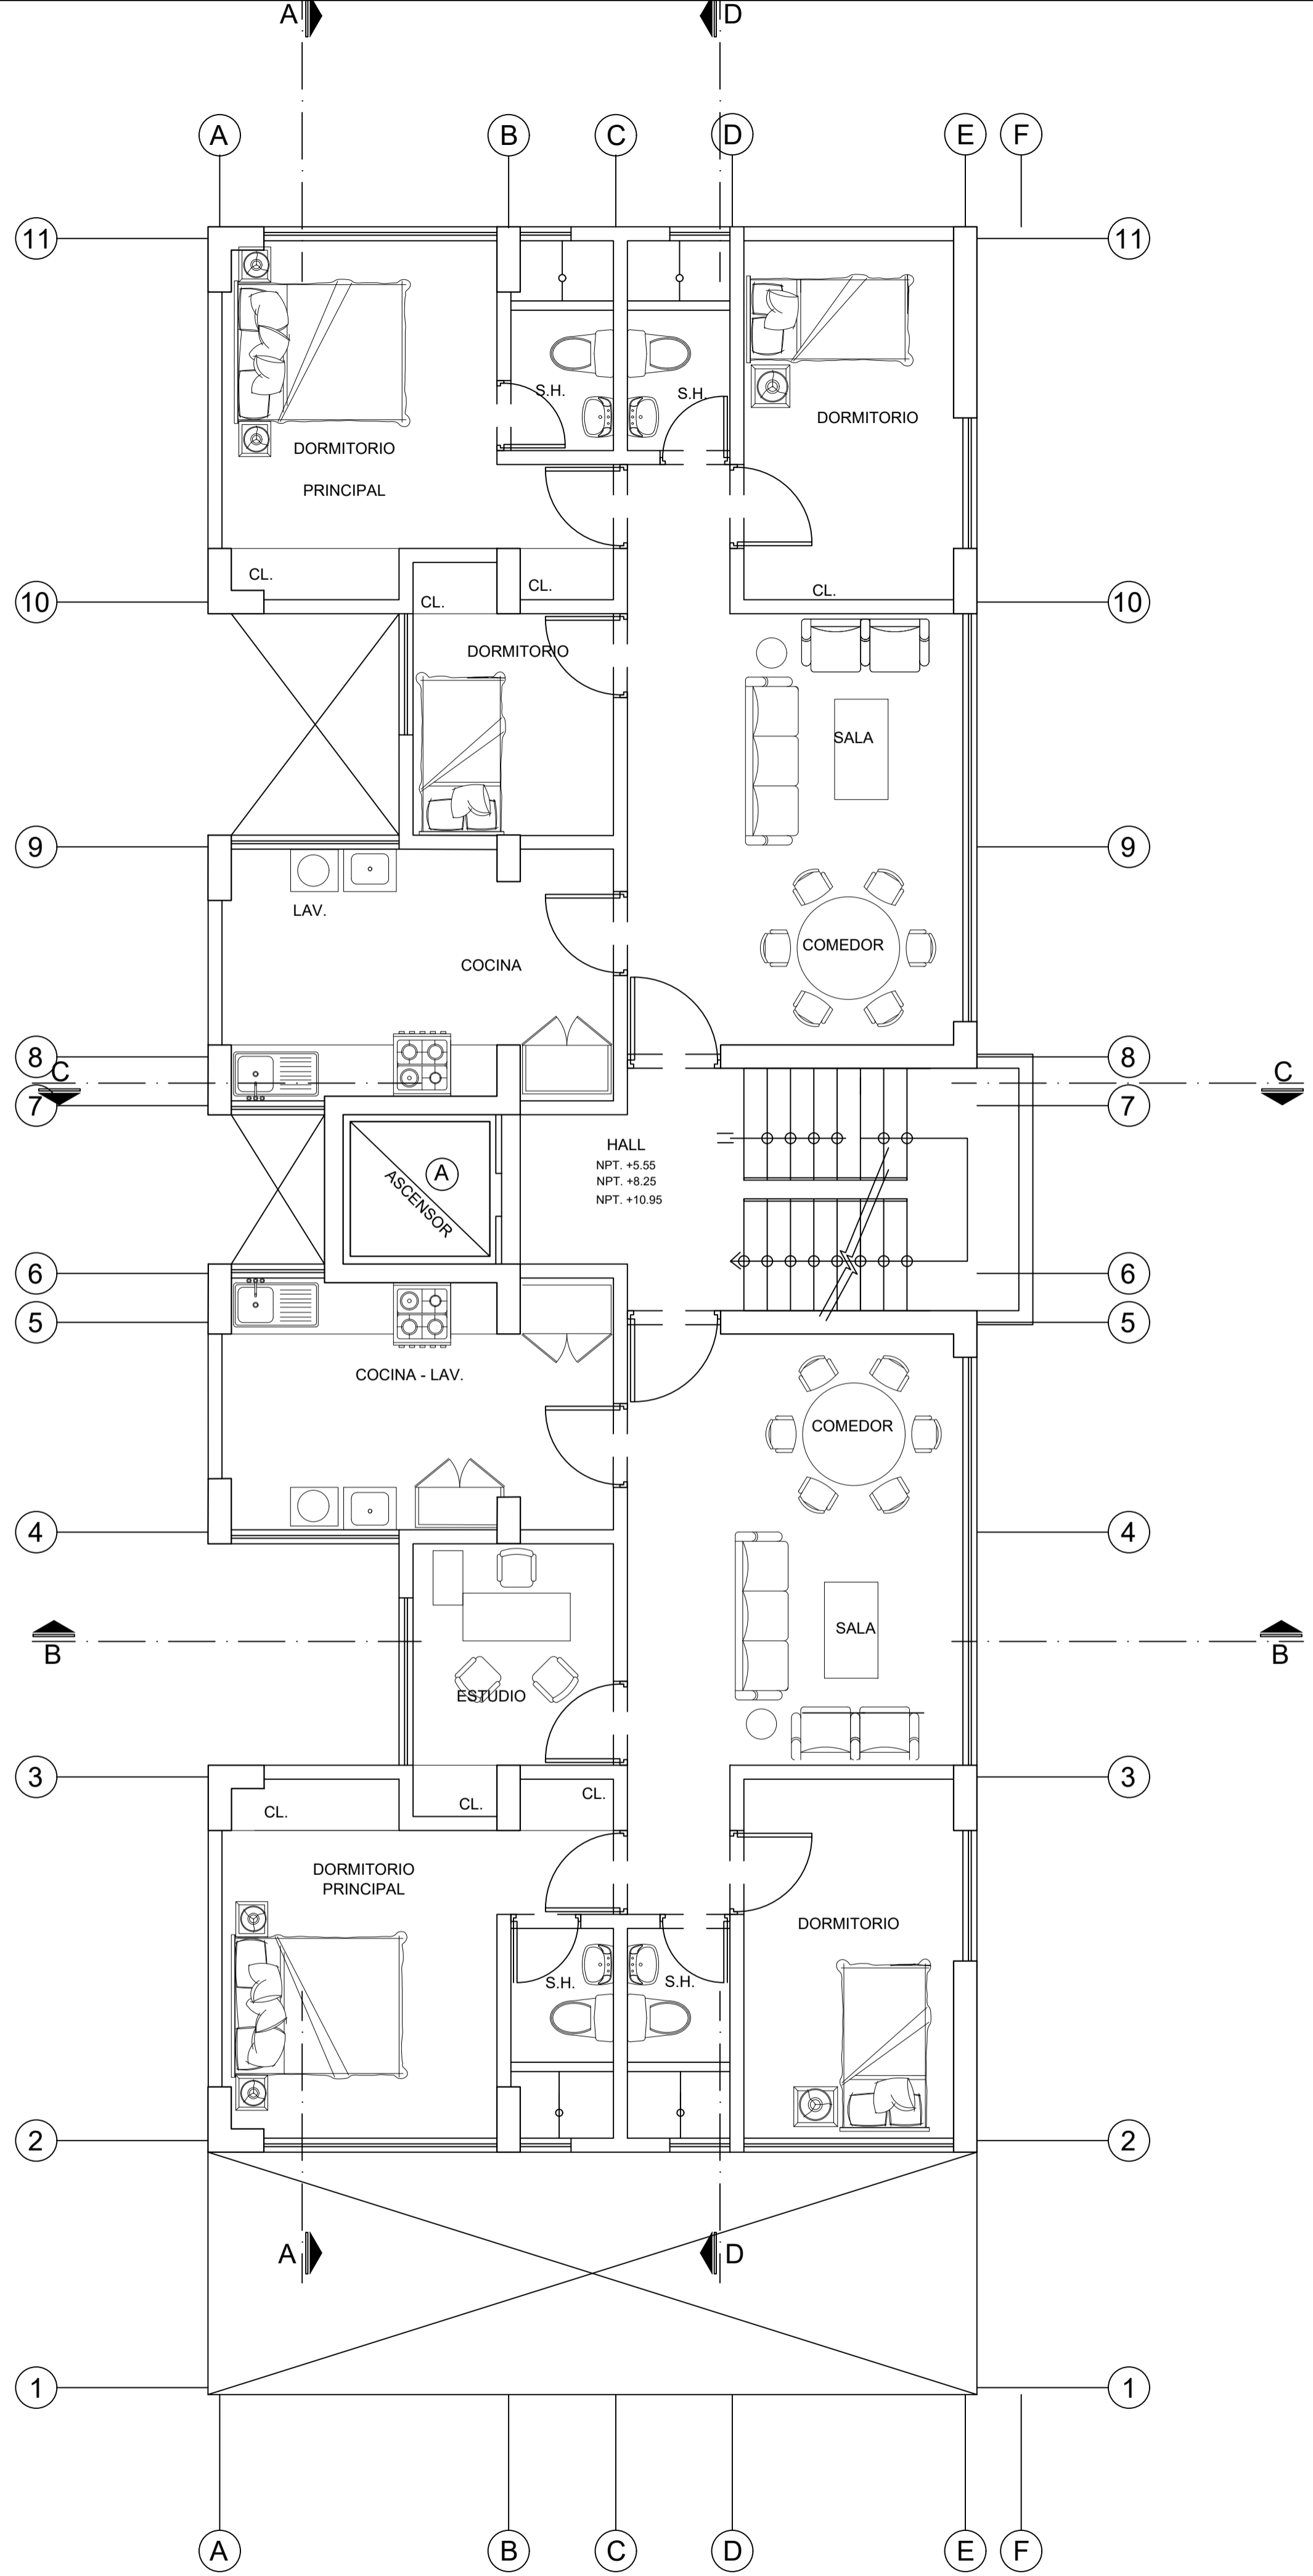 A D
A B C D E F
11 11
S.H. S.H.
DORMITORIO
DORMITORIO
PRINCIPAL
CL.
CL.
CL.
CL.
10 10
DORMITORIO
SALA
9 9
LAV.
COMEDOR
COCINA
8 8
C C
7 7
HALL
NPT. +5.55
NPT. +8.25
NPT. +10.95
A
ASCENSOR
6 6
5 5
COCINA - LAV.
COMEDOR
4 4
SALA
B B
ESTUDIO
3 3
CL.
CL.
CL.
DORMITORIO
PRINCIPAL
DORMITORIO
S.H. S.H.
2 2
A D
1 1
A B C D E F